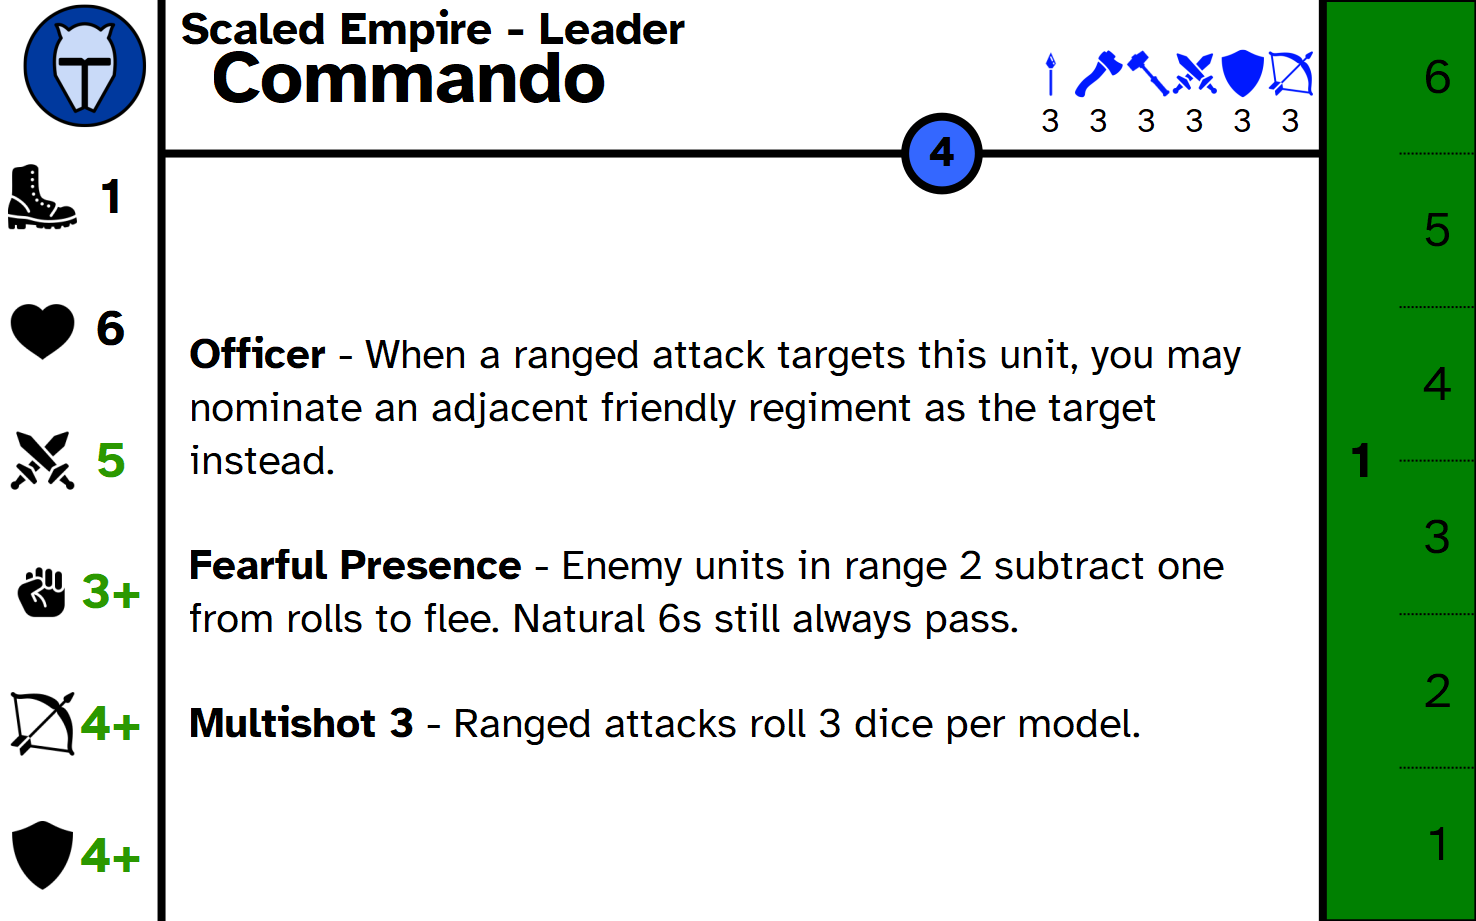 Scaled Empire - Leader
Commando
3 3 3 3 3 3
4
1
6
5
3+
4+
4+
Officer - When a ranged attack targets this unit, you may
nominate an adjacent friendly regiment as the target
instead.
Fearful Presence - Enemy units in range 2 subtract one
from rolls to flee. Natural 6s still always pass.
Multishot 3 - Ranged attacks roll 3 dice per model.
1
6
5
4
3
2
1